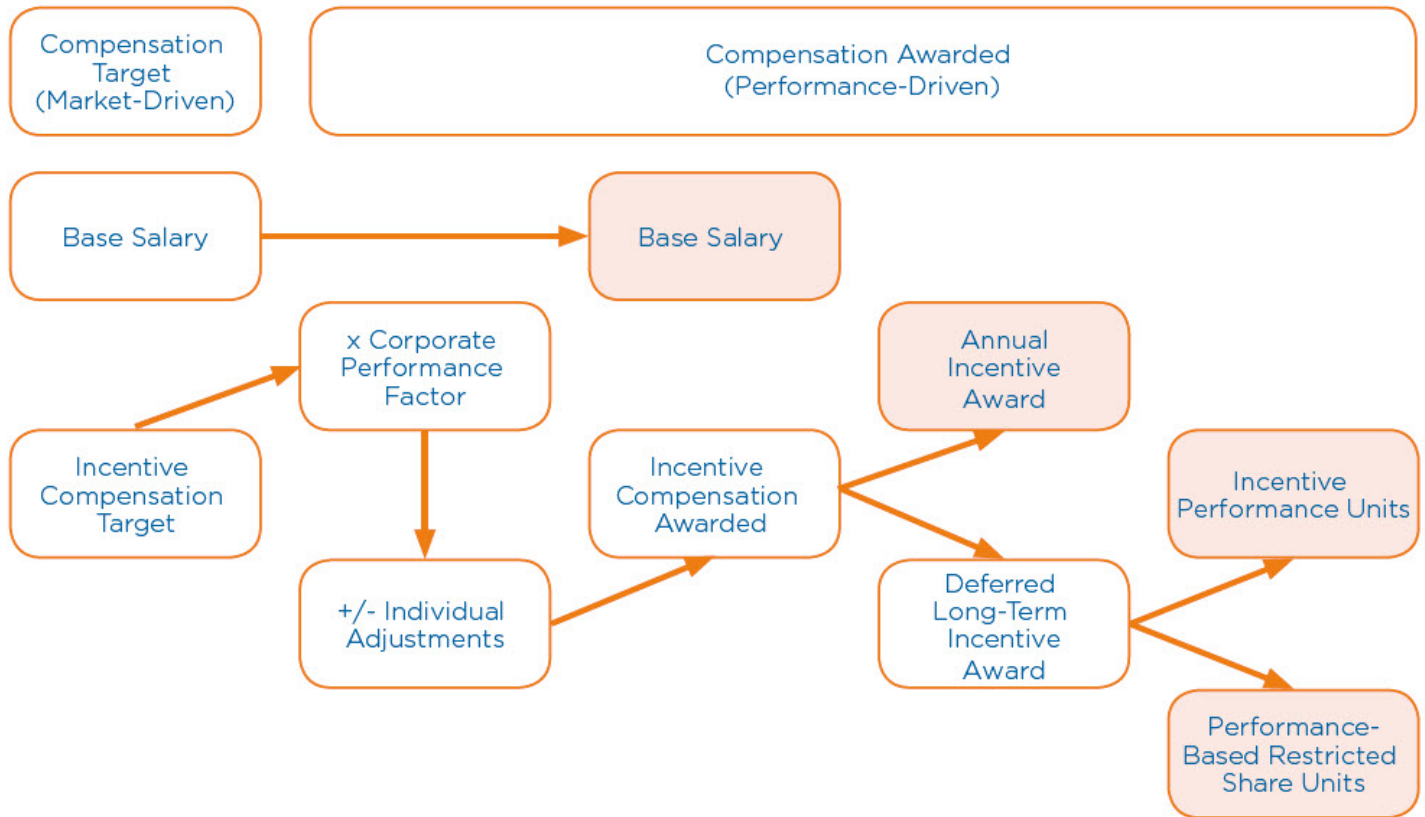 Compensation
Target
(Market-Driven)
Compensation Awarded
(Performance-Driven)
Base Salary
Base Salary
x Corporate
Performance
Factor
Annual
Incentive
Award
Incentive
Compensation
Target
Incentive
Compensation
Awarded
Incentive
Performance Units
+/- Individual
Adjustments
Deferred
Long-Term
Incentive
Award
Performance-
Based Restricted
Share Units